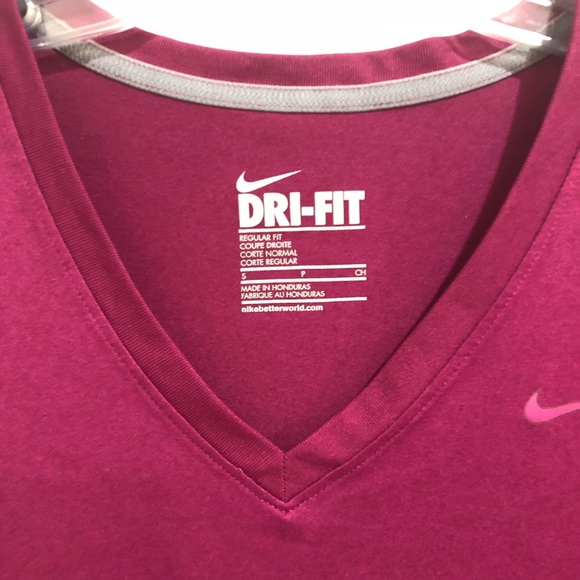 DRI-FIT
REGULAR FIT
COUPE DROITE
CORTE NORMAL
CORTE REGULAR
S P CH
MADE IN HONDURAS
FABRIQUE AU HONDURAS
nikebetterworld.com